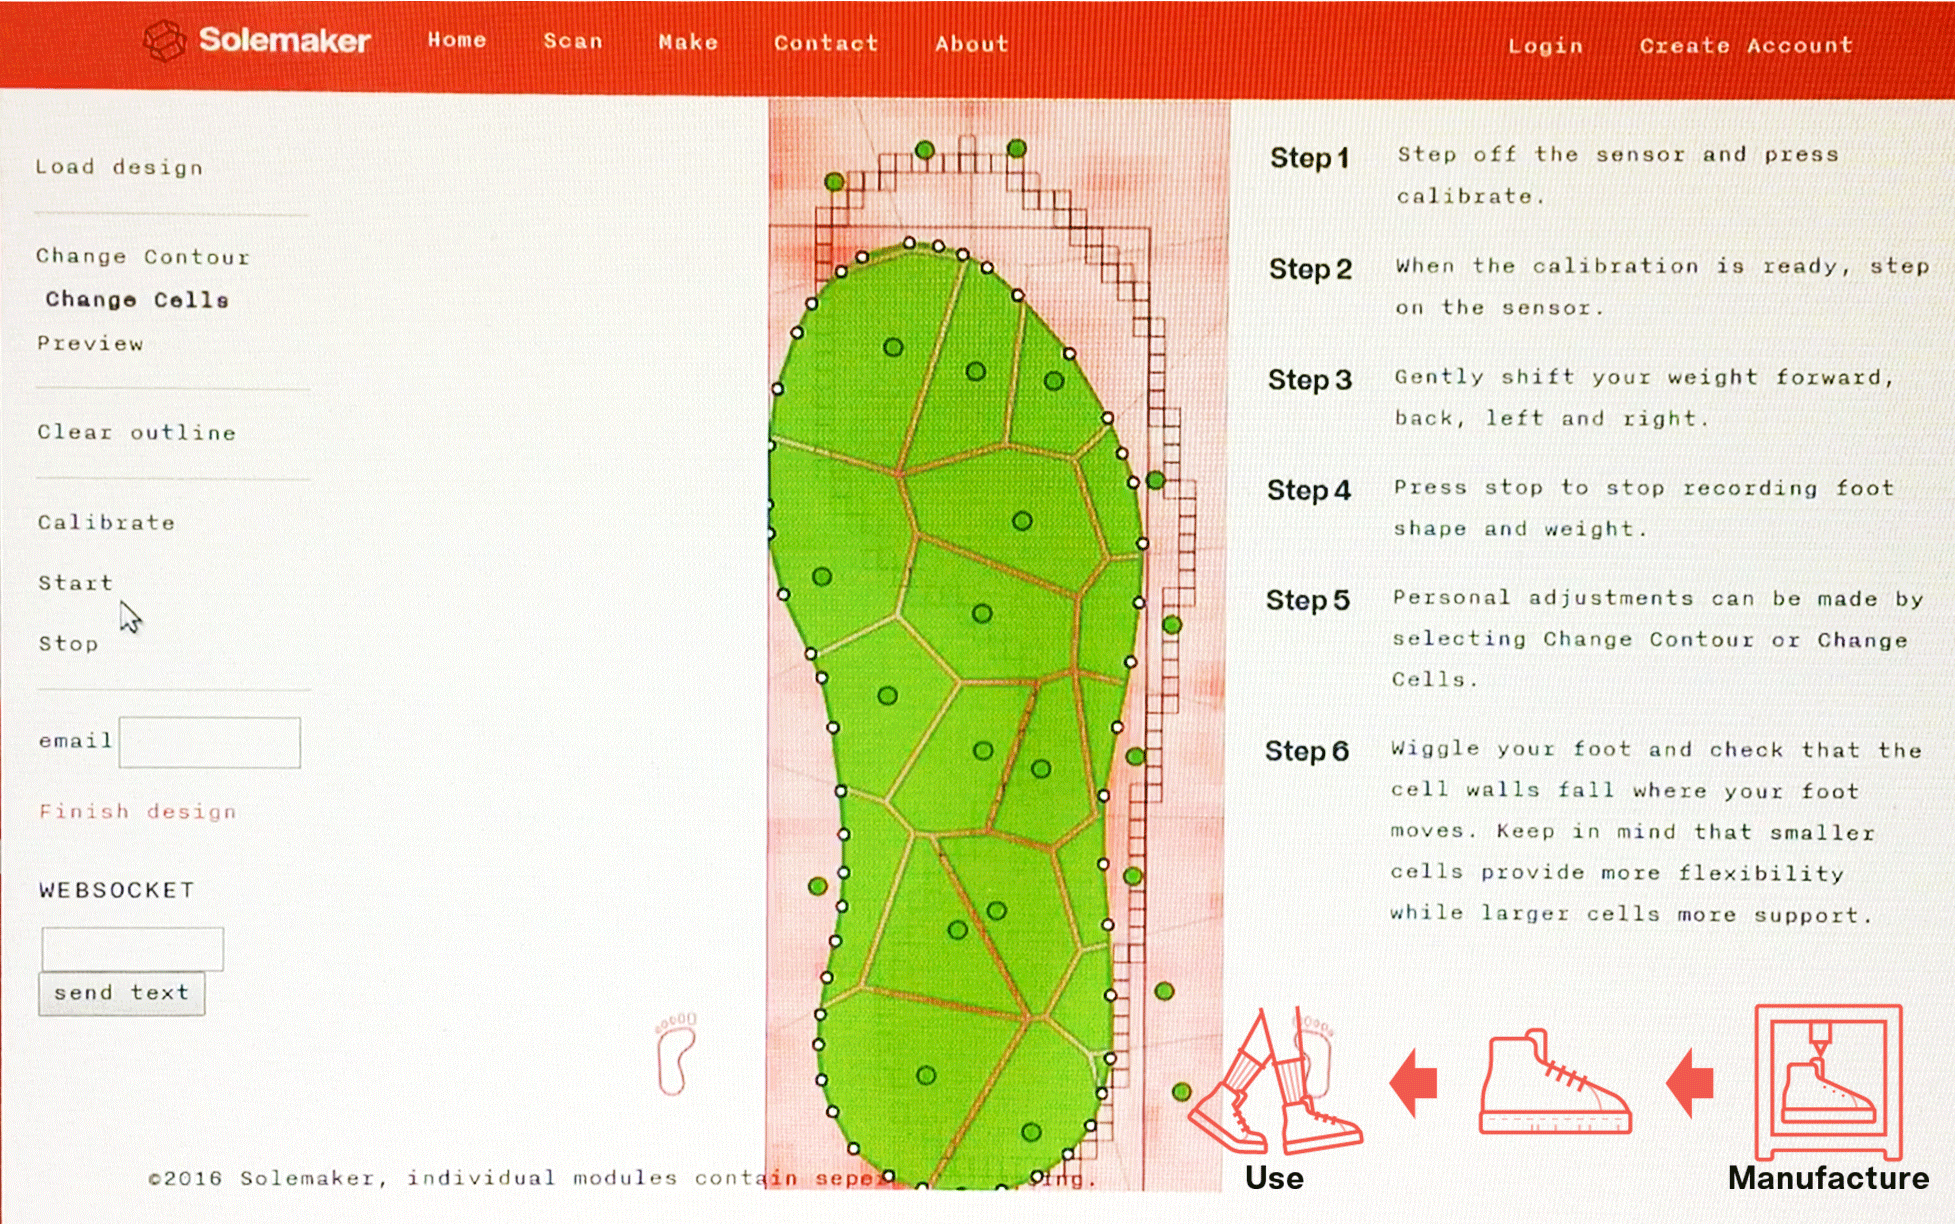 Solemaker
Home Scan Make Contact About
Login Create Account
Load design
Change Contour
Change Cells
Preview
Clear outline
Calibrate
Start
Stop
email
Finish design
WEBSOCKET
send text
Step 1 Step off the sensor and press
calibrate.
Step 2 When the calibration is ready, step
on the sensor.
Step 3 Gently shift your weight forward,
back, left and right.
Step 4 Press stop to stop recording foot
shape and weight.
Step 5 Personal adjustments can be made by
selecting Change Contour or Change
Cells.
Step 6 Wiggle your foot and check that the
cell walls fall where your foot
moves. Keep in mind that smaller
cells provide more flexibility
while larger cells more support.
Use
Manufacture
©2016 Solemaker, individual modules contain